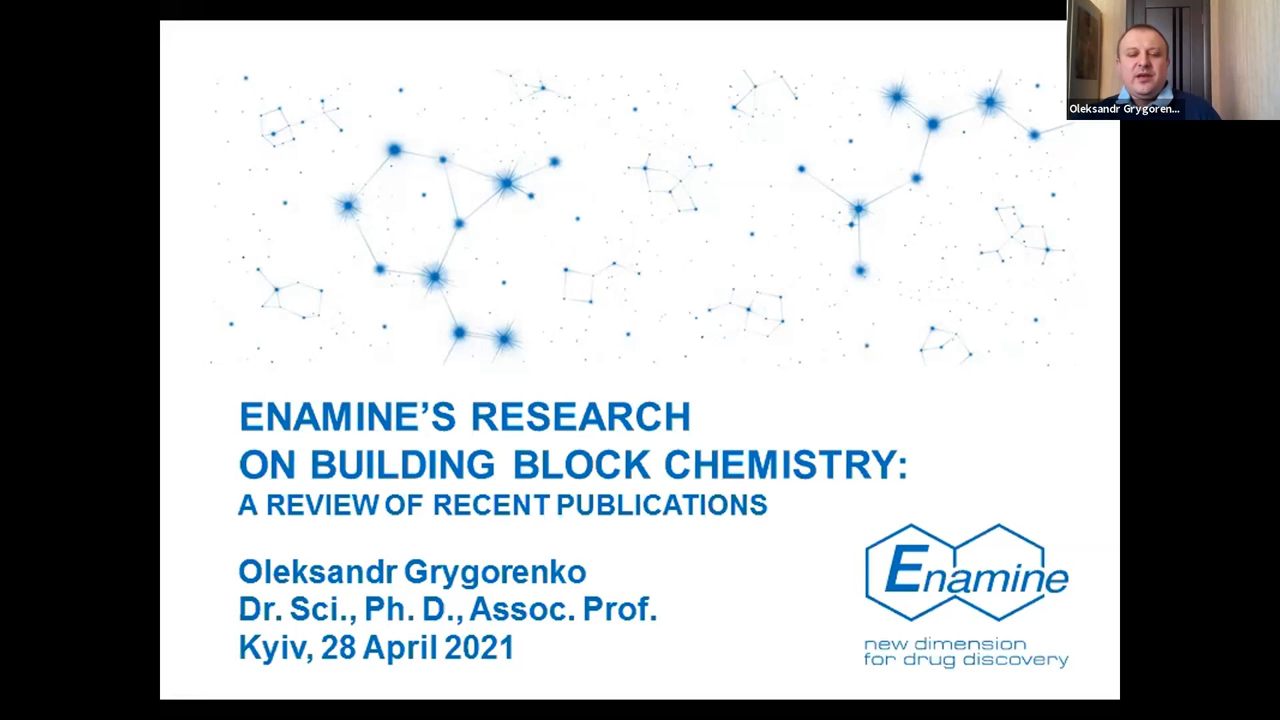 Oleksandr Grygoren...
ENAMINE'S RESEARCH
ON BUILDING BLOCK CHEMISTRY:
A REVIEW OF RECENT PUBLICATIONS
Oleksandr Grygorenko
Dr. Sci., Ph. D., Assoc. Prof.
Kyiv, 28 April 2021
Enamine
new dimension
for drug discovery